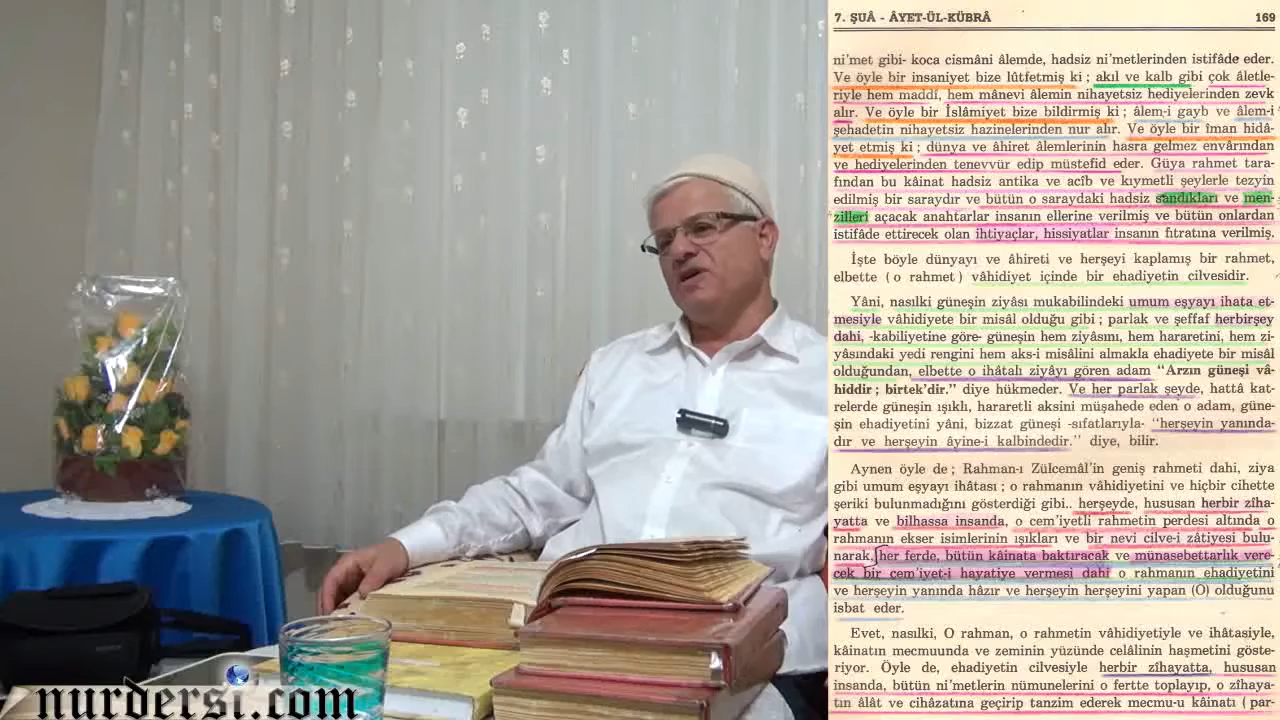 7. ŞUÂ - ÂYET-ÜL-KÜBRÂ 169
ni'met gibi- koca cismâni âlemde, hadsiz ni'metlerinden istifâde eder.
Ve öyle bir insaniyet bize lûtfetmiş ki ; akıl ve kalb gibi çok âletle-
riyle hem maddî, hem mânevi âlemin nihayetsiz hediyelerinden zevk
alır. Ve öyle bir İslâmiyet bize bildirmiş ki ; âlem-i gayb ve âlem-i
şehadetin nihayetsiz hazinelerinden nur alır. Ve öyle bir îman hidâ-
yet etmiş ki ; dünya ve âhiret âlemlerinin hasra gelmez envârından
ve hediyelerinden tenevvür edip müstefid eder. Gûya rahmet tara-
fından bu kâinat hadsiz antika ve acîb ve kıymetli şeylerle tezyin
edilmiş bir saraydır ve bütün o saraydaki hadsiz sandıkları ve men-
zilleri açacak anahtarlar insanın ellerine verilmiş ve bütün onlardan
istifâde ettirecek olan ihtiyaçlar, hissiyatlar insanın fıtratına verilmiş.
İşte böyle dünyayı ve âhireti ve herşeyi kaplamış bir rahmet,
elbette ( o rahmet ) vâhidiyet içinde bir ehadiyetin cilvesidir.
Yâni, nasılki güneşin ziyâsı mukabilindeki umum eşyayı ihata et-
mesiyle vâhidiyete bir misâl olduğu gibi ; parlak ve şeffaf herbirşey
dahi, -kabiliyetine göre- güneşin hem ziyâsını, hem hararetini, hem zi-
yâsındaki yedi rengini hem aks-i misâlini almakla ehadiyete bir misâl
olduğundan, elbette o ihâtalı ziyâyı gören adam "Arzın güneşi vâ-
hiddir ; birtek'dir." diye hükmeder. Ve her parlak şeyde, hattâ kat-
relerde güneşin ışıklı, hararetli aksini müşahede eden o adam, güne-
şin ehadiyetini yâni, bizzat güneşi -sıfatlarıyla- "herşeyin yanında-
dır ve herşeyin âyine-i kalbindedir." diye, bilir.
Aynen öyle de ; Rahman-ı Zülcemâl'in geniş rahmeti dahi, ziya
gibi umum eşyayı ihâtası ; o rahmanın vâhidiyetini ve hiçbir cihette
şeriki bulunmadığını gösterdiği gibi.. herşeyde, hususan herbir zîha-
yatta ve bilhassa insanda, o cem'iyetli rahmetin perdesi altında o
rahmanın ekser isimlerinin ışıkları ve bir nevi cilve-i zâtiyesi bulu-
narak, her ferde, bütün kâinata baktıracak ve münasebettarlık vere-
cek bir cem'iyet-i hayatiye vermesi dahi o rahmanın ehadiyetini
ve herşeyin yanında hâzır ve herşeyin herşeyini yapan (O) olduğunu
isbat eder.
Evet, nasılki, O rahman, o rahmetin vâhidiyetiyle ve ihâtasiyle,
kâinatın mecmuunda ve zeminin yüzünde celâlinin haşmetini göste-
riyor. Öyle de, ehadiyetin cilvesiyle herbir zîhayatta, hususan
insanda, bütün ni'metlerin nümunelerini o fertte toplayıp, o zîhaya-
tın âlât ve cihâzatına geçirip tanzim ederek mecmu-u kâinatı ( par-
nurdersi.com